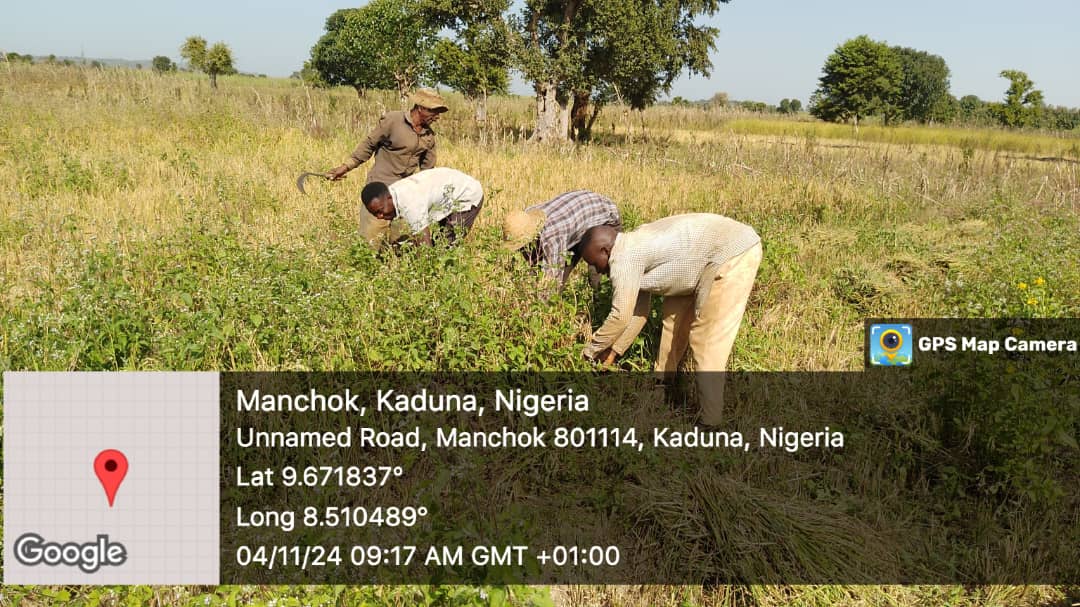 GPS Map Camera
Manchok, Kaduna, Nigeria
Unnamed Road, Manchok 801114, Kaduna, Nigeria
Lat 9.671837°
Long 8.510489°
04/11/24 09:17 AM GMT +01:00
Google